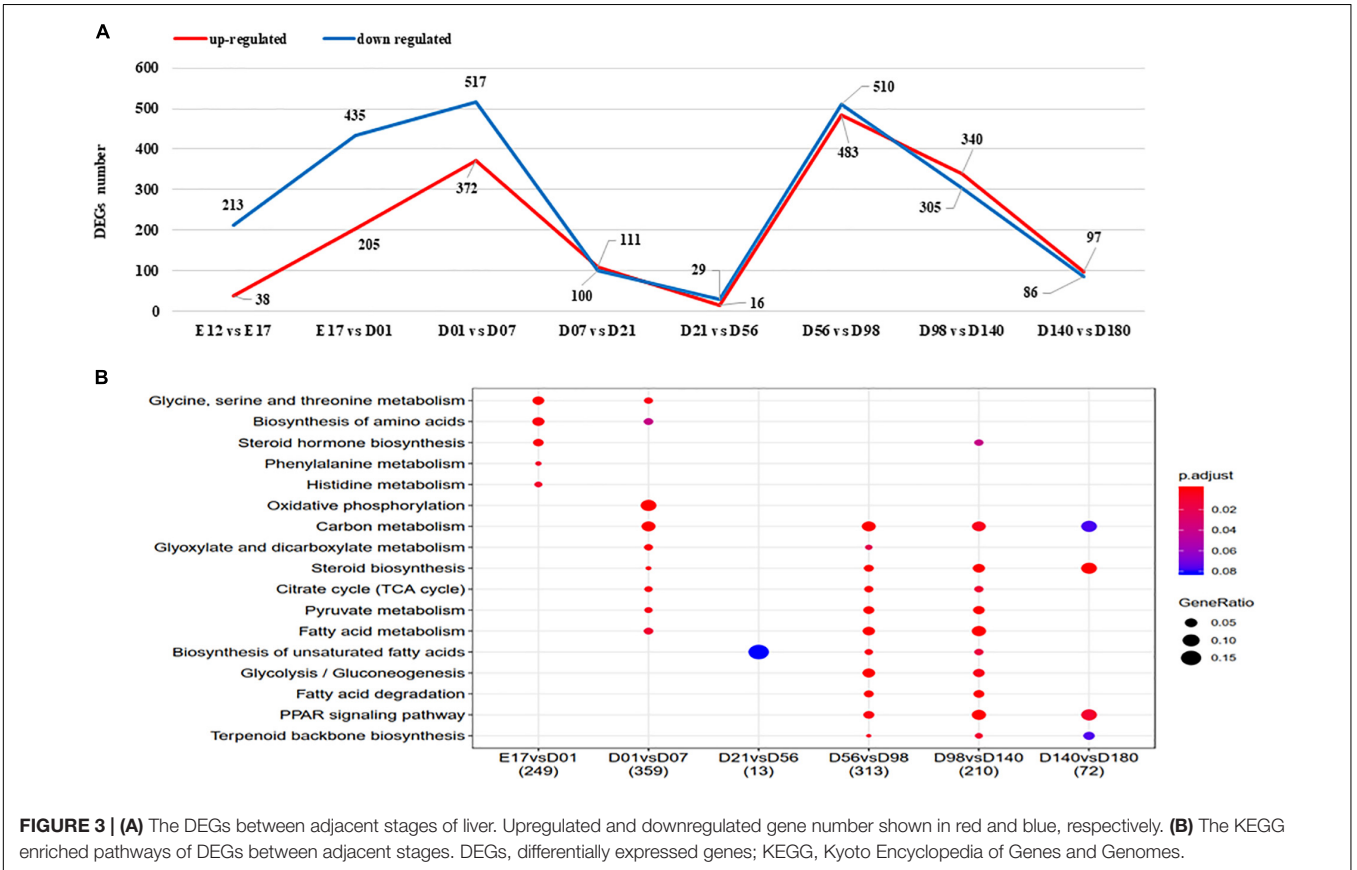 A
up-regulated down regulated
DEGs number
600
500
400
300
200
100
0
213
435
517
38
205
372
111
100
29
16
510
483
340
305
97
86
E12 vs E17 E17 vs D01 D01 vs D07 D07 vs D21 D21 vs D56 D56 vs D98 D98 vs D140 D140 vs D180
B
Glycine, serine and threonine metabolism
Biosynthesis of amino acids
Steroid hormone biosynthesis
Phenylalanine metabolism
Histidine metabolism
Oxidative phosphorylation
Carbon metabolism
Glyoxylate and dicarboxylate metabolism
Steroid biosynthesis
Citrate cycle (TCA cycle)
Pyruvate metabolism
Fatty acid metabolism
Biosynthesis of unsaturated fatty acids
Glycolysis / Gluconeogenesis
Fatty acid degradation
PPAR signaling pathway
Terpenoid backbone biosynthesis
E17vsD01 D01vsD07 D21vsD56 D56vsD98 D98vsD140 D140vsD180
(249) (359) (13) (313) (210) (72)
p.adjust
0.02
0.04
0.06
0.08
GeneRatio
0.05
0.10
0.15
FIGURE 3 | (A) The DEGs between adjacent stages of liver. Upregulated and downregulated gene number shown in red and blue, respectively. (B) The KEGG
enriched pathways of DEGs between adjacent stages. DEGs, differentially expressed genes; KEGG, Kyoto Encyclopedia of Genes and Genomes.